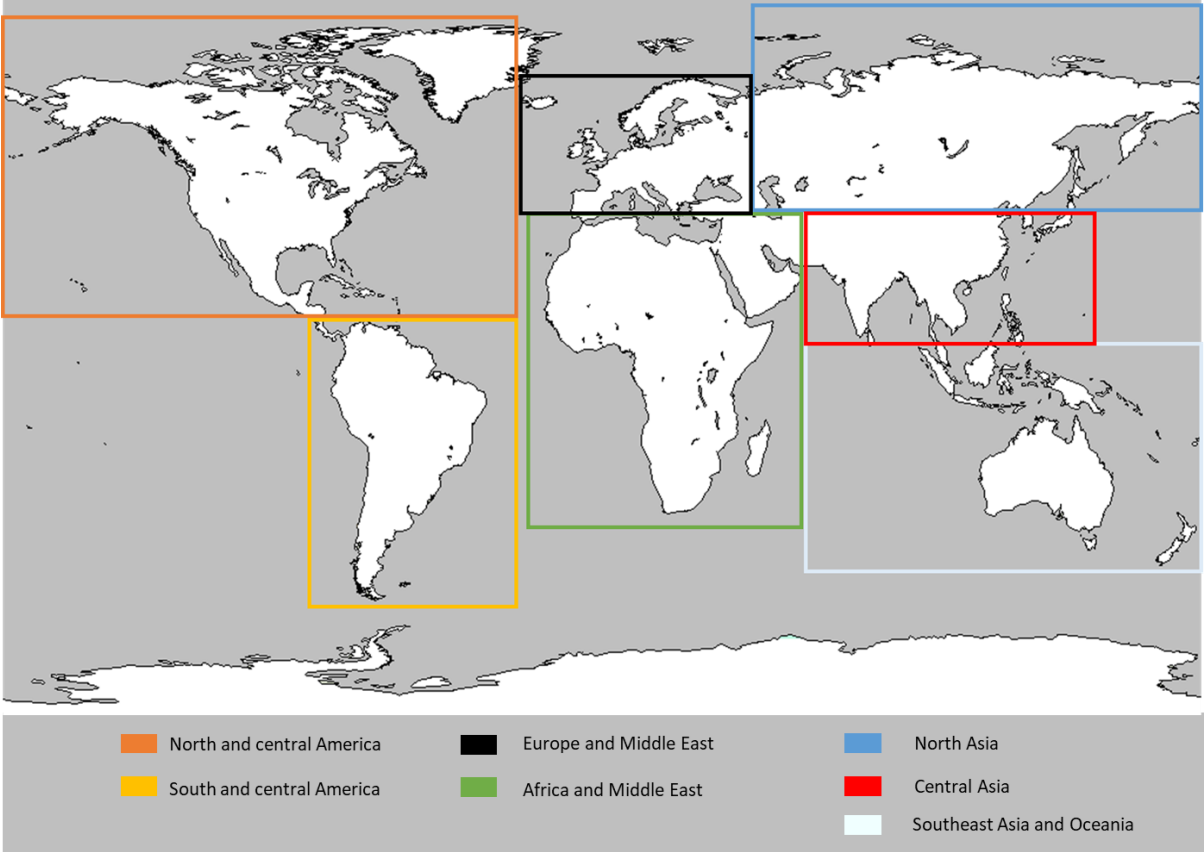 North and central America
Europe and Middle East
North Asia
South and central America
Africa and Middle East
Central Asia
Southeast Asia and Oceania